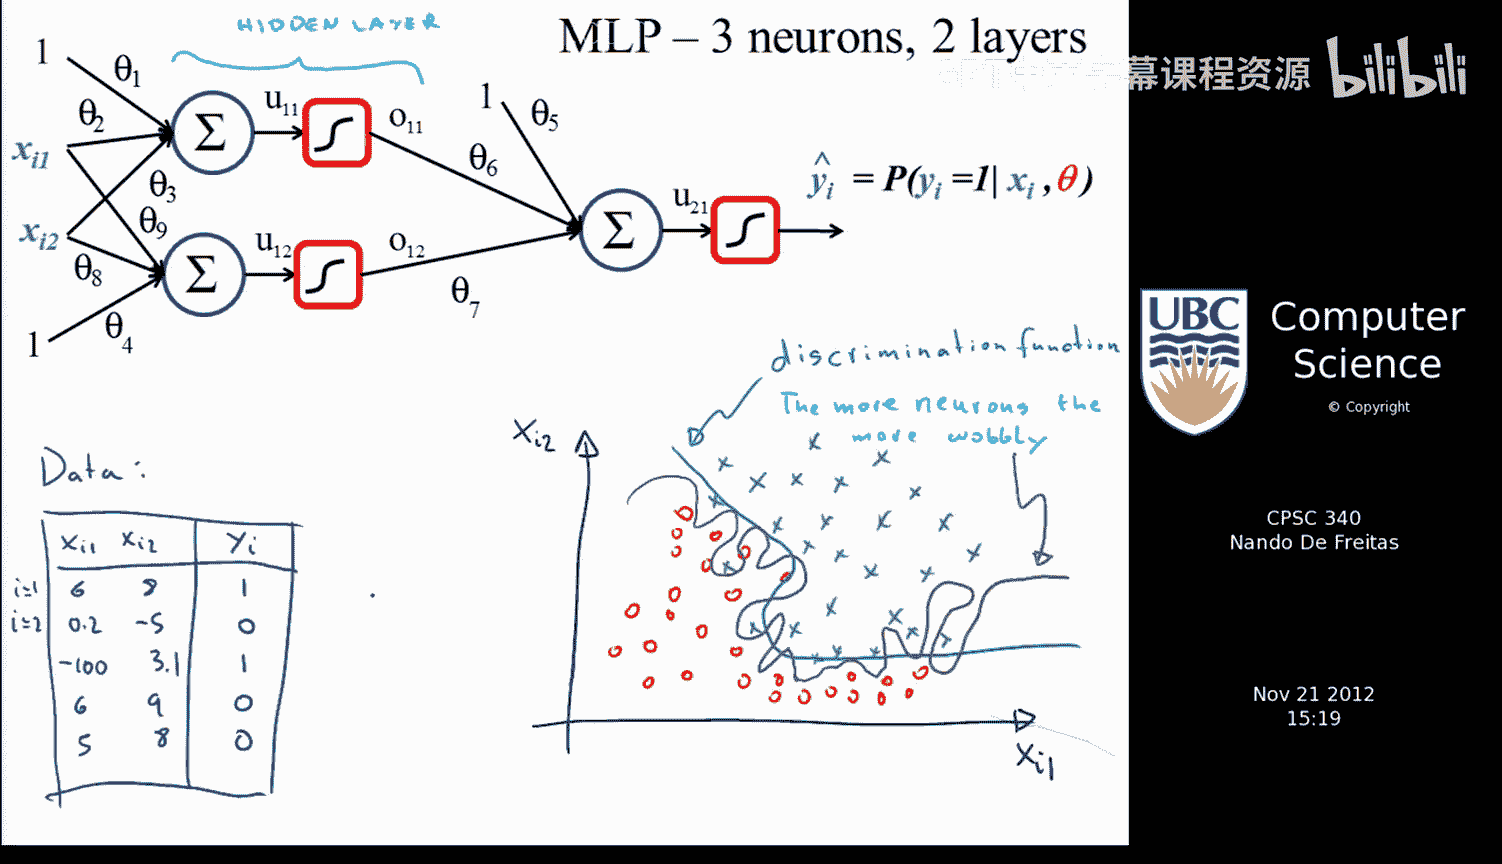 HIDDEN LAYER
MLP – 3 neurons, 2 layers
字幕课程资源 bilibili
1
θ1
θ2
xi1
θ3
u11
o11
1
θ5
θ6
Σ
ŷi = P(yi =1| xi , θ)
xi2
θ9
θ8
Σ
u12
o12
θ7
Σ
u21
1
θ4
discrimination function
The more neurons the
more wobbly
Xi2
Xi1
Data:
Xi1 Xi2 Yi
i=1 6 8 1
i=2 0.2 -5 0
-100 3.1 1
6 9 0
5 8 0
UBC
Computer
Science
© Copyright
CPSC 340
Nando De Freitas
Nov 21 2012
15:19